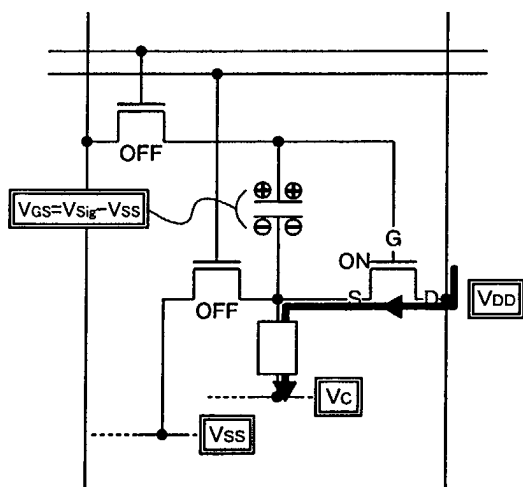 OFF
VGS=VSig-VSS
⊕ ⊕
⊖ ⊖
G
ON
OFF
S
D
VDD
VC
VSS